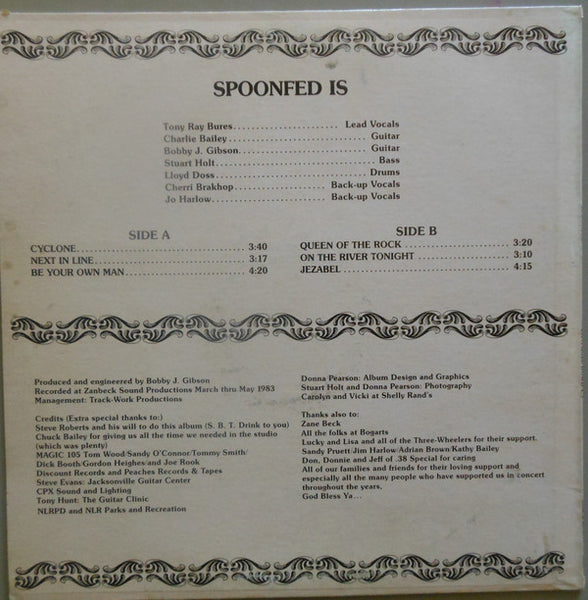 SPOONFED IS
Tony Ray Bures.................... Lead Vocals
Charlie Bailey.......................... Guitar
Bobby J. Gibson........................ Guitar
Stuart Holt.............................. Bass
Lloyd Doss.............................. Drums
Cherri Brakhop................. Back-up Vocals
Jo Harlow....................... Back-up Vocals
SIDE A
CYCLONE.................................. 3:40
NEXT IN LINE............................. 3:17
BE YOUR OWN MAN.......................... 4:20
SIDE B
QUEEN OF THE ROCK ....................... 3:20
ON THE RIVER TONIGHT .................... 3:10
JEZABEL ................................. 4:15
Produced and engineered by Bobby J. Gibson
Recorded at Zanbeck Sound Productions March thru May 1983
Management: Track-Work Productions
Credits (Extra special thanks to:)
Steve Roberts and his will to do this album (S. B. T. Drink to you)
Chuck Bailey for giving us all the time we needed in the studio
(which was plenty)
MAGIC 105 Tom Wood/Sandy O'Connor/Tommy Smith/
Dick Booth/Gordon Heighes/and Joe Rook
Discount Records and Peaches Records & Tapes
Steve Evans: Jacksonville Guitar Center
CPX Sound and Lighting
Tony Hunt: The Guitar Clinic
NLRPD and NLR Parks and Recreation
Donna Pearson: Album Design and Graphics
Stuart Holt and Donna Pearson: Photography
Carolyn and Vicki at Shelly Rand's
Thanks also to:
Zane Beck
All the folks at Bogarts
Lucky and Lisa and all of the Three-Wheelers for their support.
Sandy Pruett/Jim Harlow/Adrian Brown/Kathy Bailey
Don, Donnie and Jeff of .38 Special for caring
All of our families and friends for their loving support and
especially all the many people who have supported us in concert
throughout the years.
God Bless Ya...